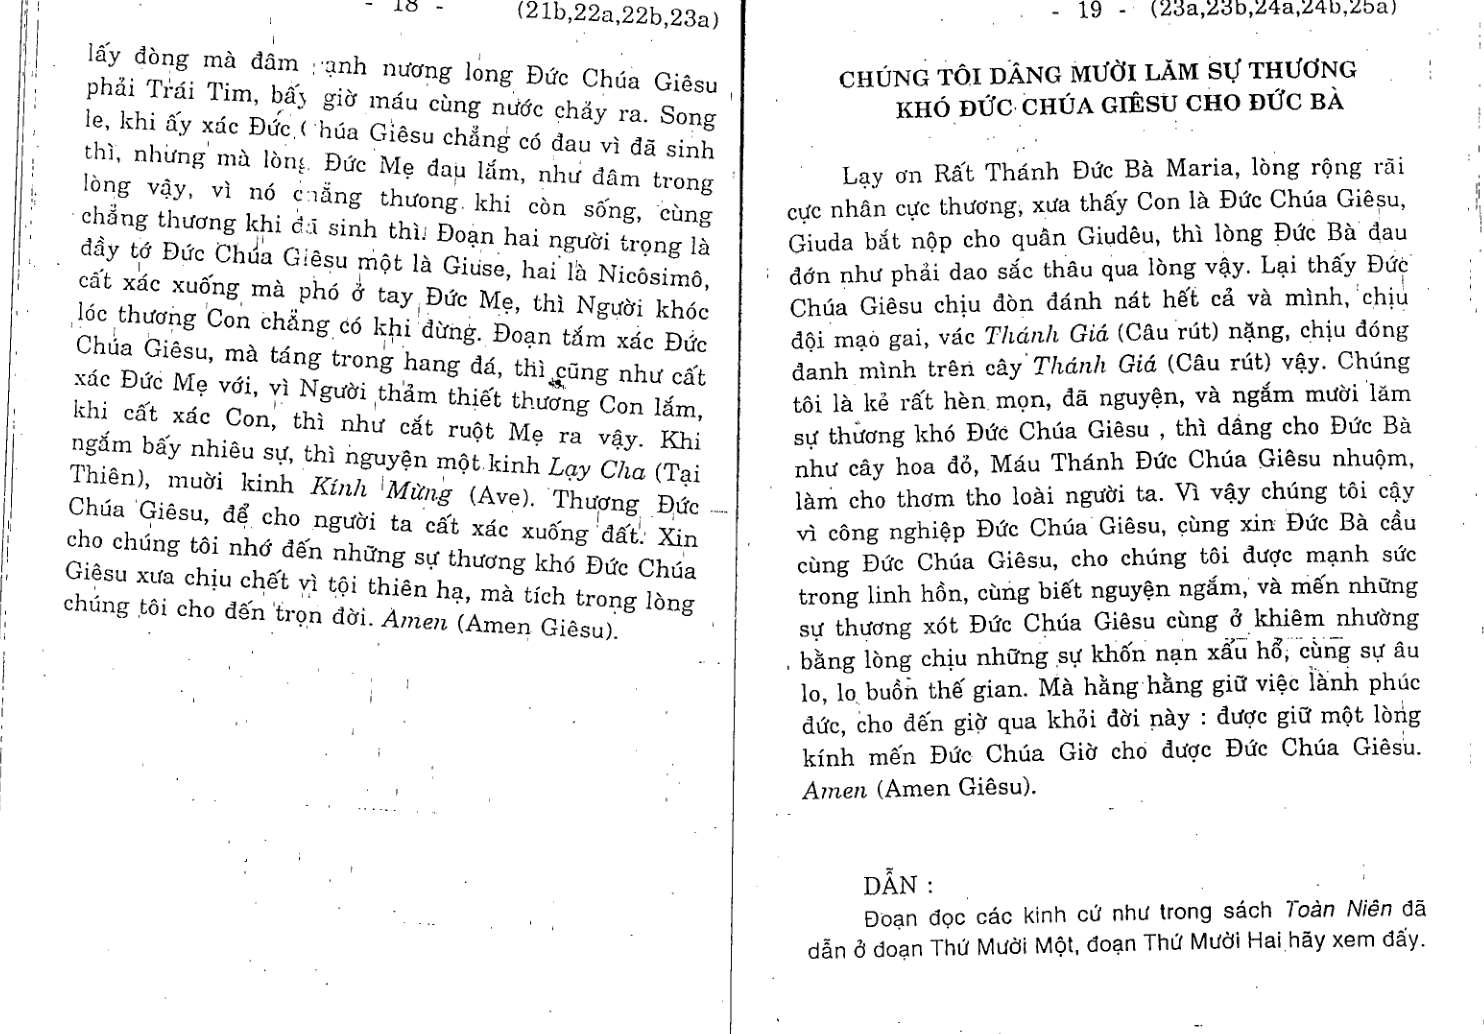 - 18 - (21b,22a,22b,23a)
lấy đòng mà đâm cạnh nương long Đức Chúa Giêsu
phải Trái Tim, bấy giờ máu cùng nước chảy ra. Song
le, khi ấy xác Đức Chúa Giêsu chẳng có đau vì đã sinh
thì, nhưng mà lòng Đức Mẹ đau lắm, như đâm trong
lòng vậy, vì nó chẳng thương khi còn sống, cùng
chẳng thương khi đã sinh thì. Đoạn hai người trọng là
đầy tớ Đức Chúa Giêsu một là Giuse, hai là Nicôsimô,
cất xác xuống mà phó ở tay Đức Mẹ, thì Người khóc
lóc thương Con chẳng có khi đừng. Đoạn tắm xác Đức
Chúa Giêsu, mà táng trong hang đá, thì cũng như cất
xác Đức Mẹ với, vì Người thảm thiết thương Con lắm,
khi cất xác Con, thì như cắt ruột Mẹ ra vậy. Khi
ngắm bấy nhiêu sự, thì nguyện một kinh Lạy Cha (Tại
Thiên), mười kinh Kính Mừng (Ave). Thương Đức
Chúa Giêsu, để cho người ta cất xác xuống đất. Xin
cho chúng tôi nhớ đến những sự thương khó Đức Chúa
Giêsu xưa chịu chết vì tội thiên hạ, mà tích trong lòng
chúng tôi cho đến trọn đời. Amen (Amen Giêsu).
- 19 - (23a,23b,24a,24b,25a)
CHÚNG TÔI DÂNG MƯỜI LĂM SỰ THƯƠNG
KHÓ ĐỨC CHÚA GIÊSU CHO ĐỨC BÀ
Lạy ơn Rất Thánh Đức Bà Maria, lòng rộng rãi
cực nhân cực thương, xưa thấy Con là Đức Chúa Giêsu,
Giuda bắt nộp cho quân Giudêu, thì lòng Đức Bà đau
đớn như phải dao sắc thâu qua lòng vậy. Lại thấy Đức
Chúa Giêsu chịu đòn đánh nát hết cả và mình, chịu
đội mạo gai, vác Thánh Giá (Câu rút) nặng, chịu đóng
đanh mình trên cây Thánh Giá (Câu rút) vậy. Chúng
tôi là kẻ rất hèn mọn, đã nguyện, và ngắm mười lăm
sự thương khó Đức Chúa Giêsu , thì dâng cho Đức Bà
như cây hoa đỏ, Máu Thánh Đức Chúa Giêsu nhuộm,
làm cho thơm tho loài người ta. Vì vậy chúng tôi cậy
vì công nghiệp Đức Chúa Giêsu, cùng xin Đức Bà cầu
cùng Đức Chúa Giêsu, cho chúng tôi được mạnh sức
trong linh hồn, cùng biết nguyện ngắm, và mến những
sự thương xót Đức Chúa Giêsu cùng ở khiêm nhường
bằng lòng chịu những sự khốn nạn xấu hổ, cùng sự âu
lo, lo buồn thế gian. Mà hằng hằng giữ việc lành phúc
đức, cho đến giờ qua khỏi đời này : được giữ một lòng
kính mến Đức Chúa Giờ cho được Đức Chúa Giêsu.
Amen (Amen Giêsu).
DẪN :
Đoạn đọc các kinh cứ như trong sách Toàn Niên đã
dẫn ở đoạn Thứ Mười Một, đoạn Thứ Mười Hai hãy xem đấy.